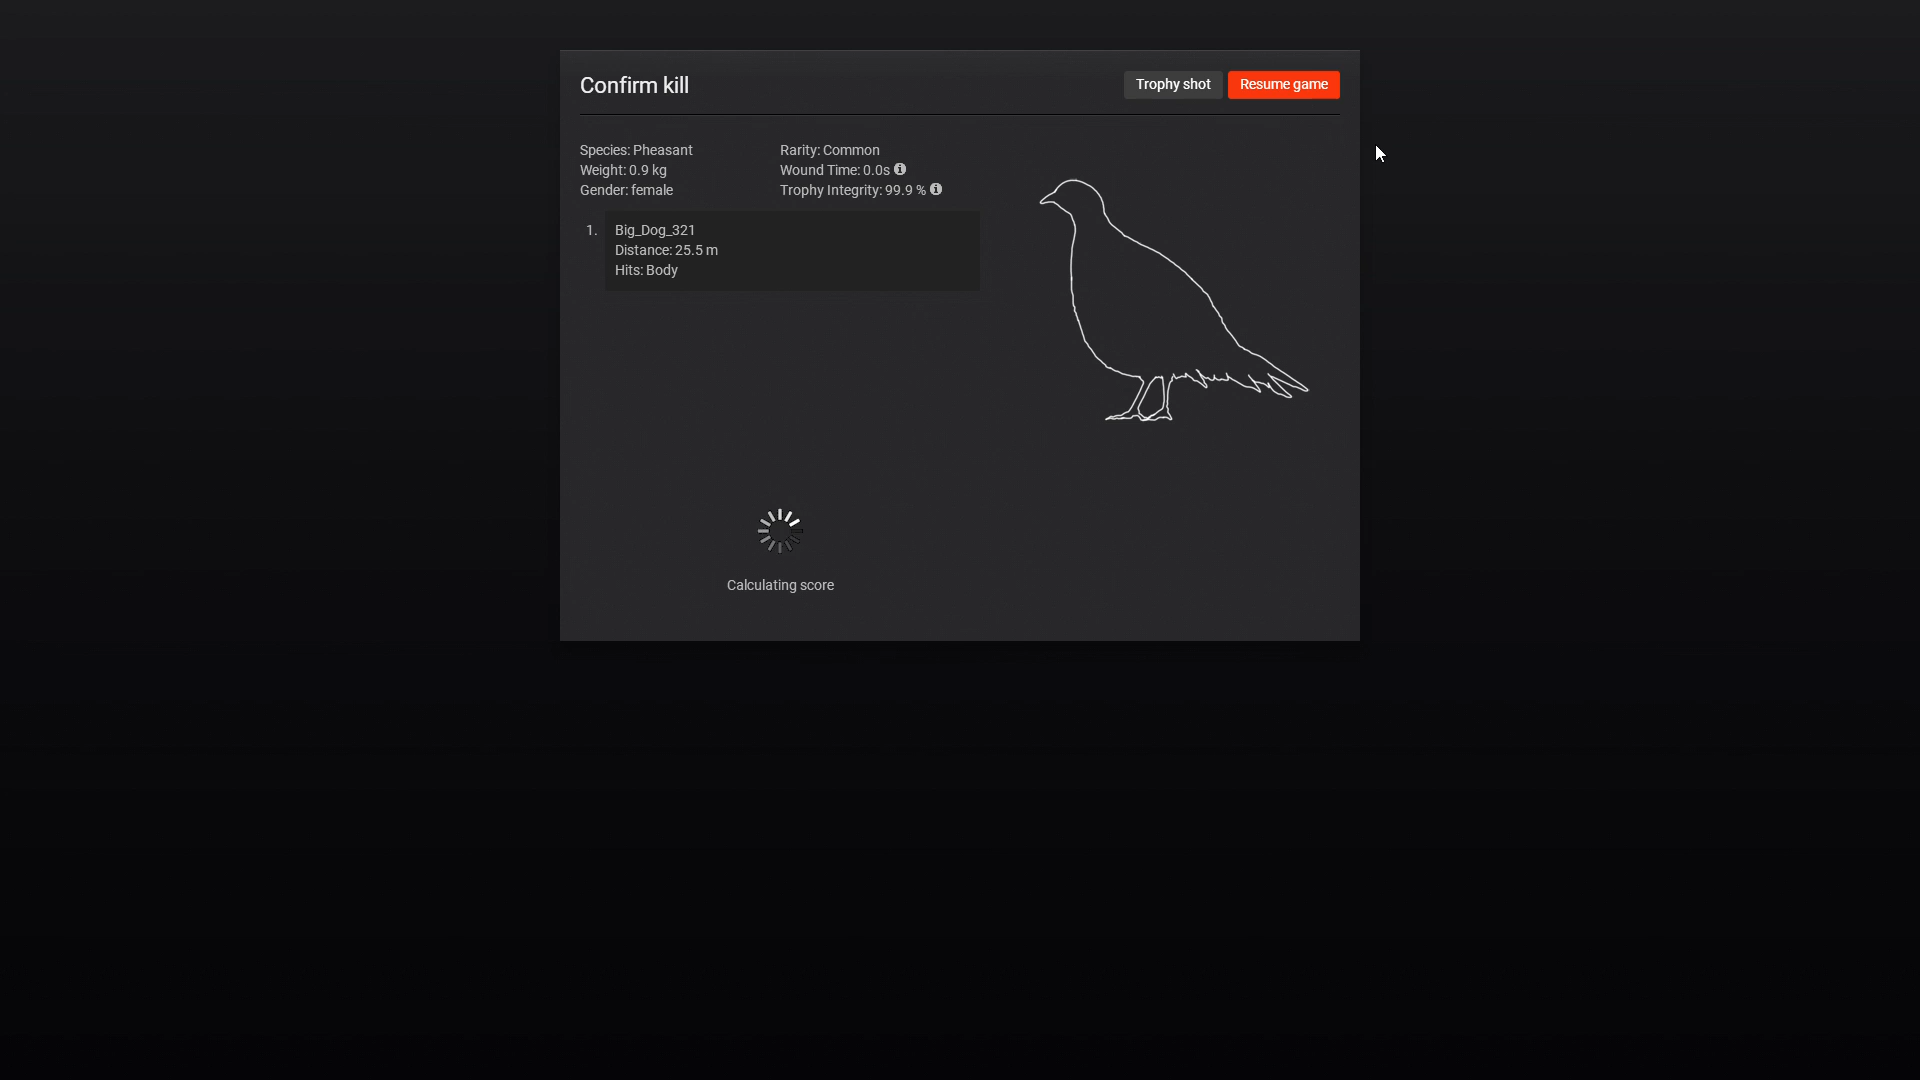 Confirm kill
Trophy shot
Resume game
Species: Pheasant
Weight: 0.9 kg
Gender: female
Rarity: Common
Wound Time: 0.0s
Trophy Integrity: 99.9 %
1.
Big_Dog_321
Distance: 25.5 m
Hits: Body
Calculating score